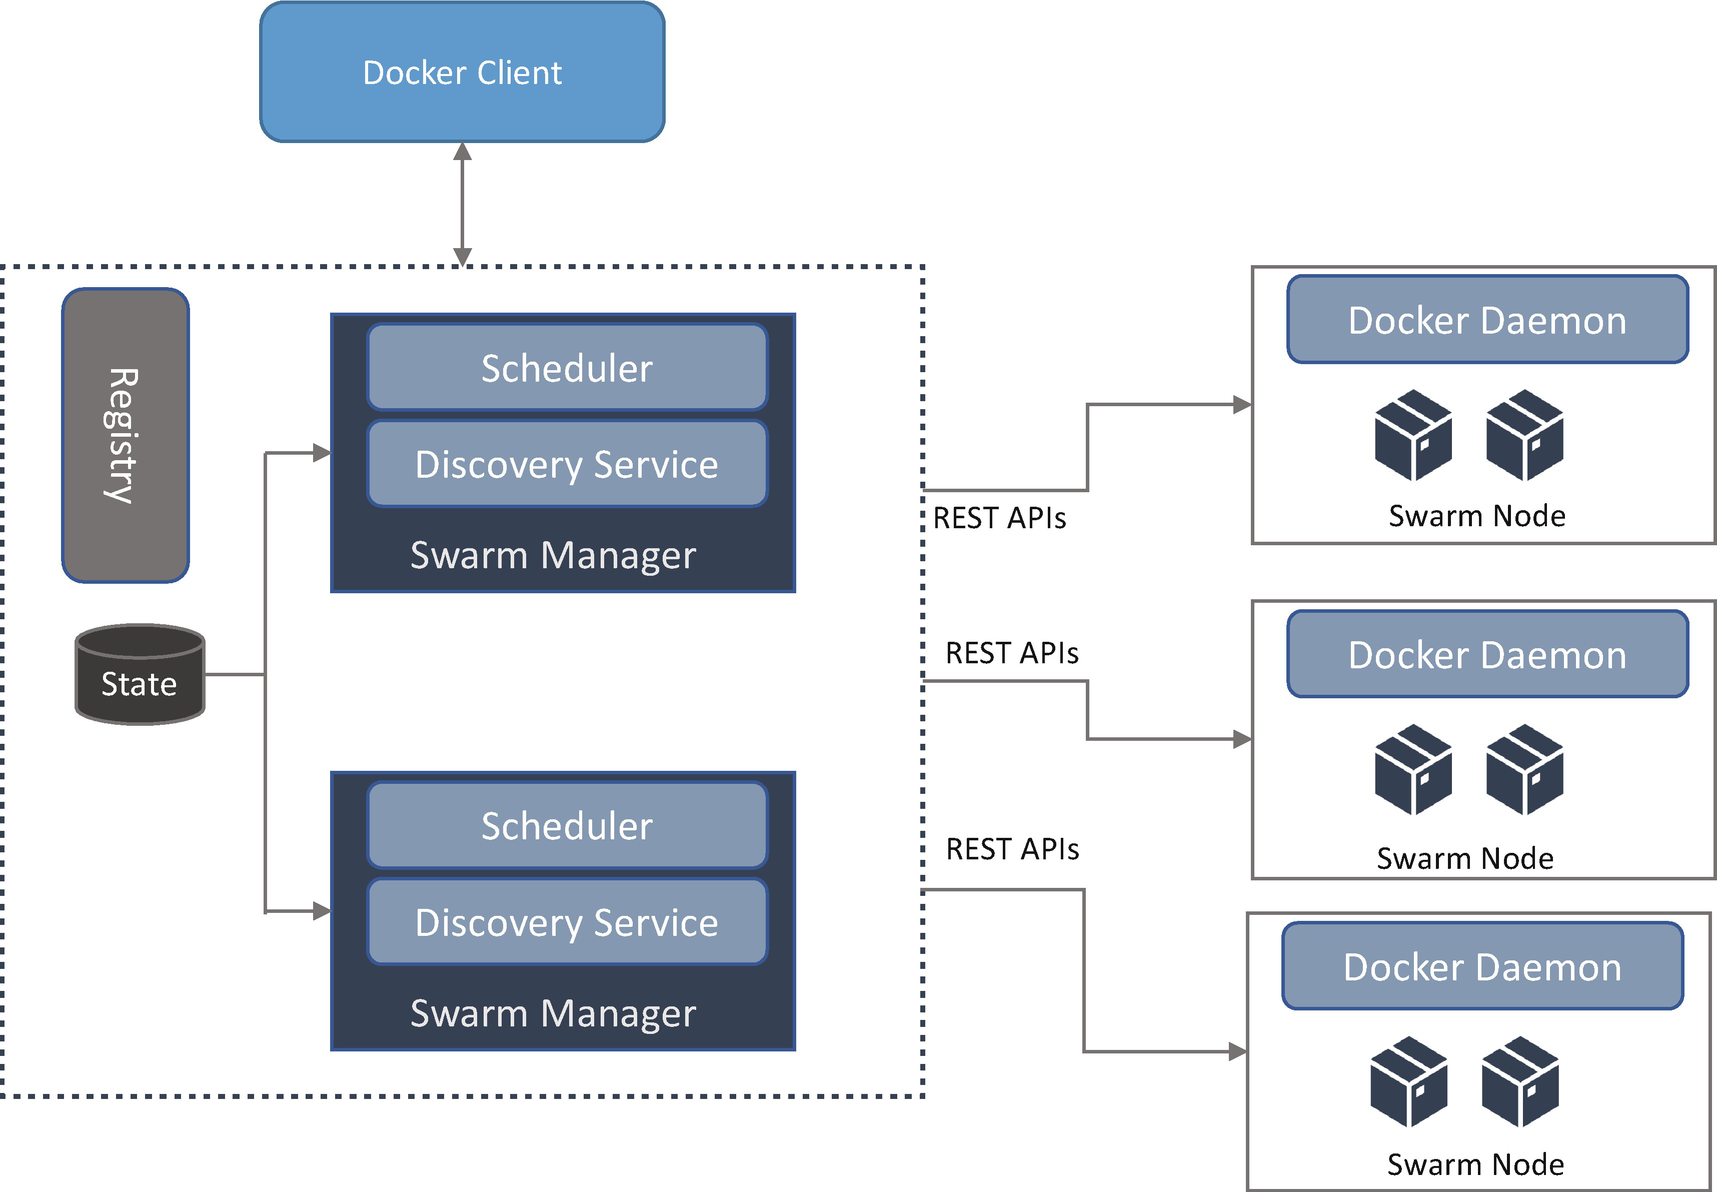 Docker Client
Registry
State
Scheduler
Discovery Service
Swarm Manager
Scheduler
Discovery Service
Swarm Manager
REST APIs
REST APIs
REST APIs
Docker Daemon
Swarm Node
Docker Daemon
Swarm Node
Docker Daemon
Swarm Node